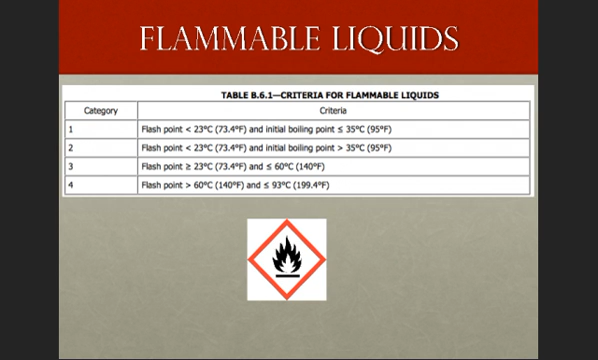 FLAMMABLE LIQUIDS
TABLE B.6.1—CRITERIA FOR FLAMMABLE LIQUIDS
Category Criteria
1 Flash point < 23°C (73.4°F) and initial boiling point ≤ 35°C (95°F)
2 Flash point < 23°C (73.4°F) and initial boiling point > 35°C (95°F)
3 Flash point ≥ 23°C (73.4°F) and ≤ 60°C (140°F)
4 Flash point > 60°C (140°F) and ≤ 93°C (199.4°F)